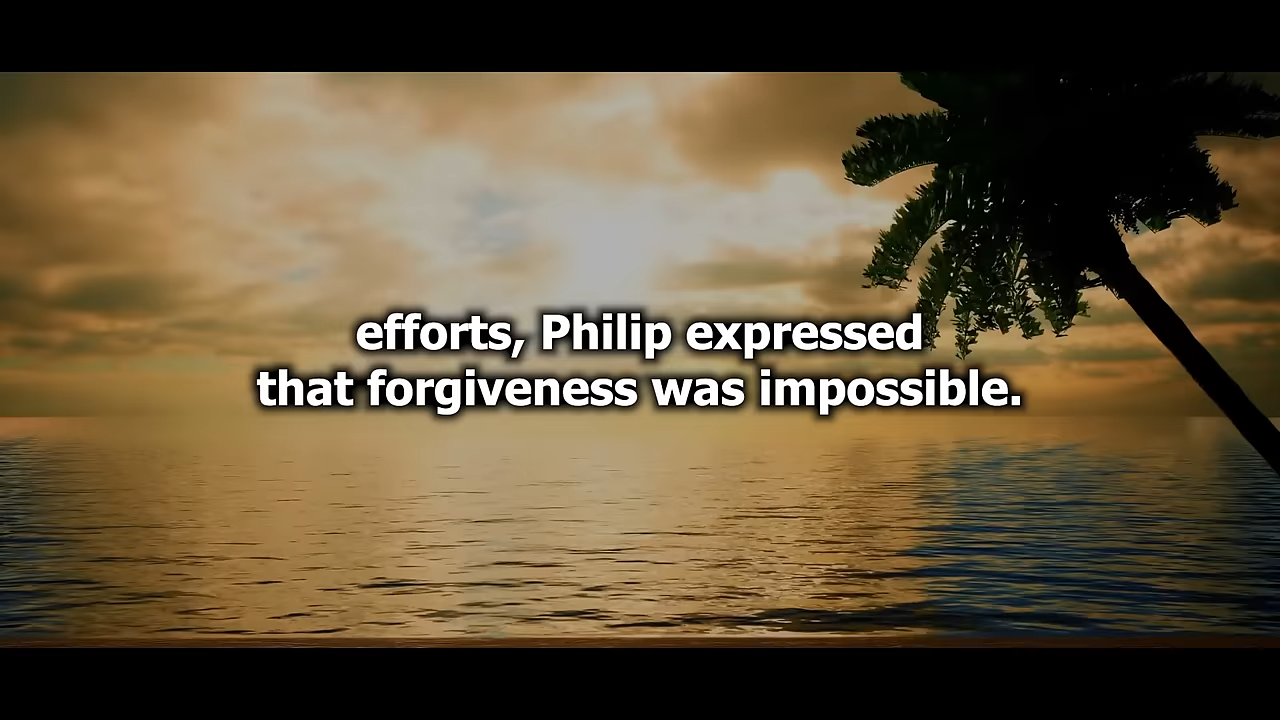 efforts, Philip expressed
that forgiveness was impossible.